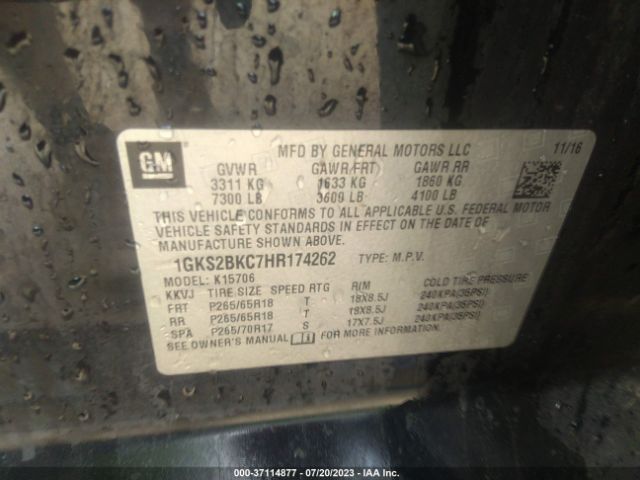 MFD BY GENERAL MOTORS LLC 11/16
GM
GVWR GAWR FRT GAWR RR
3311 KG 1633 KG 1860 KG
7300 LB 3600 LB 4100 LB
THIS VEHICLE CONFORMS TO ALL APPLICABLE U.S. FEDERAL MOTOR
VEHICLE SAFETY STANDARDS IN EFFECT ON THE DATE OF
MANUFACTURE SHOWN ABOVE.
1GKS2BKC7HR174262 TYPE: M.P.V.
MODEL: K15706
KKVJ TIRE SIZE SPEED RTG RIM COLD TIRE PRESSURE
FRT P265/65R18 T 18X8.5J 240KPA(35PSI)
RR P265/65R18 T 18X8.5J 240KPA(35PSI)
SPA P265/70R17 S 17X7.5J 240KPA(35PSI)
SEE OWNER'S MANUAL FOR MORE INFORMATION.
000-37114877 - 07/20/2023 - IAA Inc.